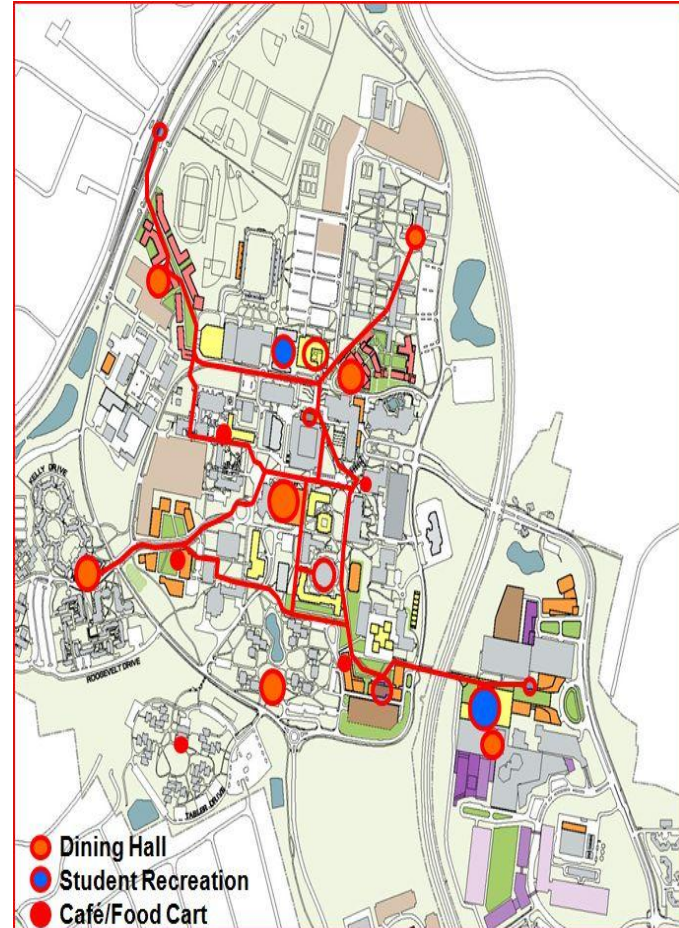 KELLY DRIVE
ROOSEVELT DRIVE
TABLER DRIVE
Dining Hall
Student Recreation
Café/Food Cart